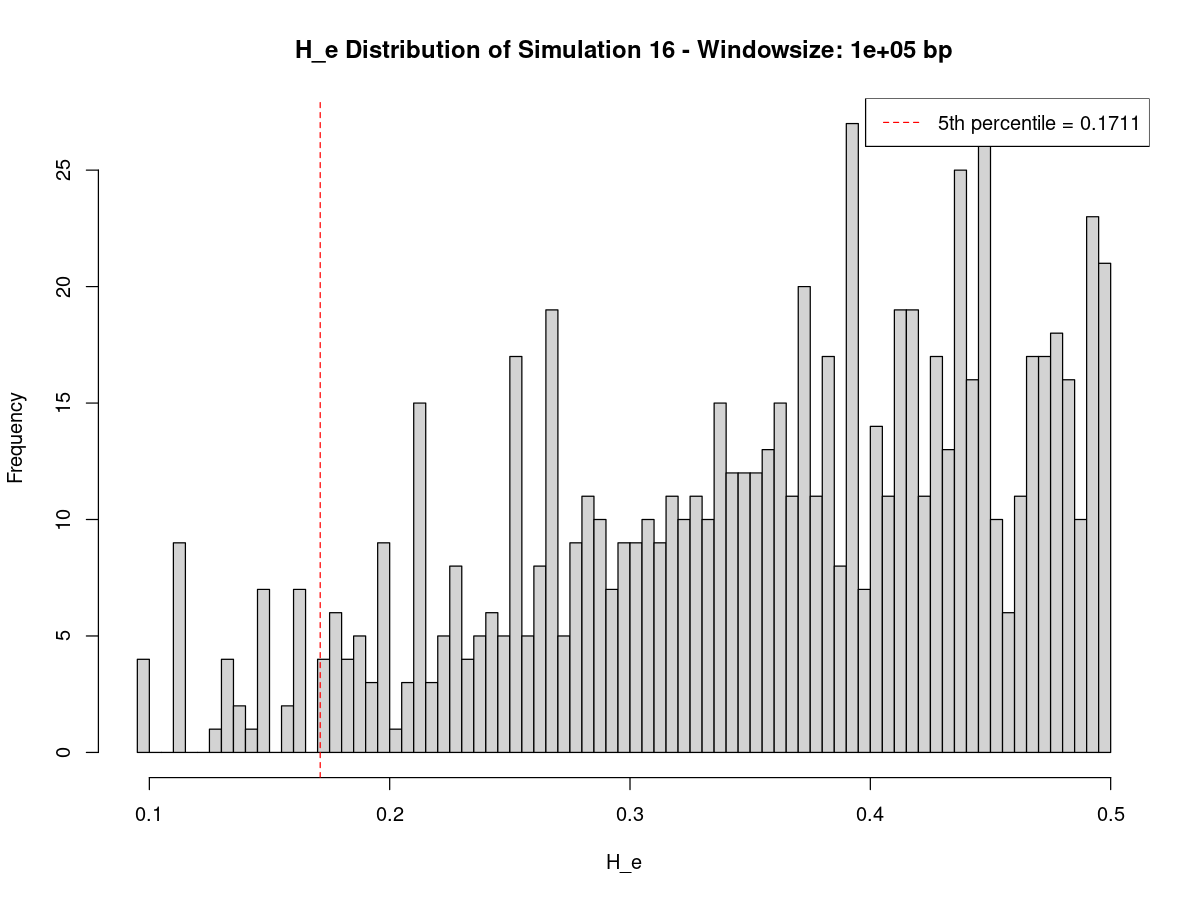 H_e Distribution of Simulation 16 - Windowsize: 1e+05 bp
5th percentile = 0.1711
Frequency
25
20
15
10
5
0
0.1 0.2 0.3 0.4 0.5
H_e